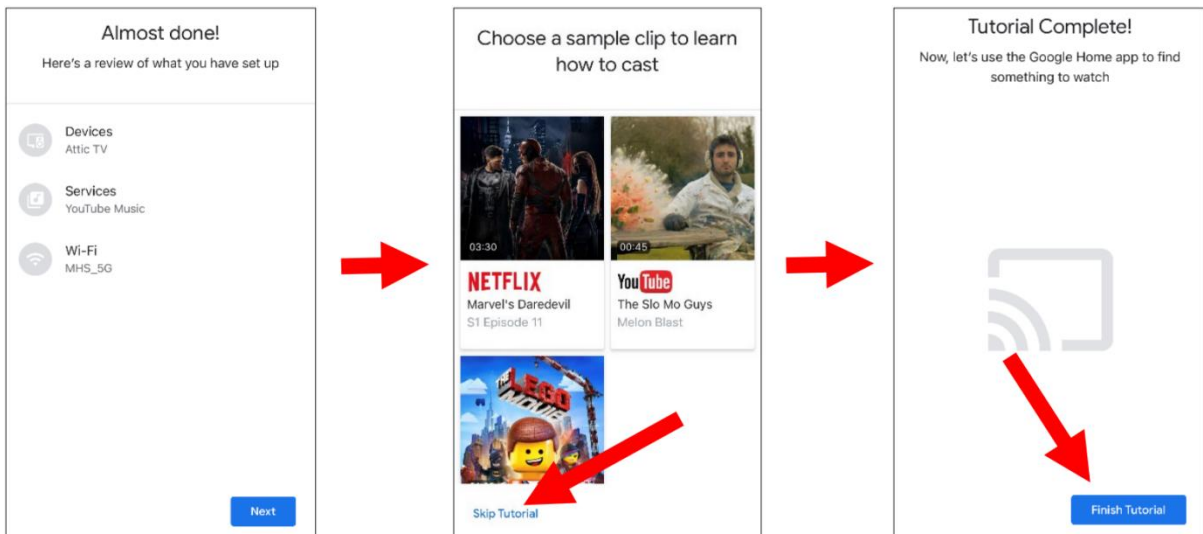 Almost done!
Here's a review of what you have set up
Devices
Attic TV
Services
YouTube Music
Wi-Fi
MHS_5G
Next
Choose a sample clip to learn
how to cast
03:30
NETFLIX
Marvel's Daredevil
S1 Episode 11
00:45
YouTube
The Slo Mo Guys
Melon Blast
THE
LEGO
MOVIE
Skip Tutorial
Tutorial Complete!
Now, let's use the Google Home app to find
something to watch
Finish Tutorial